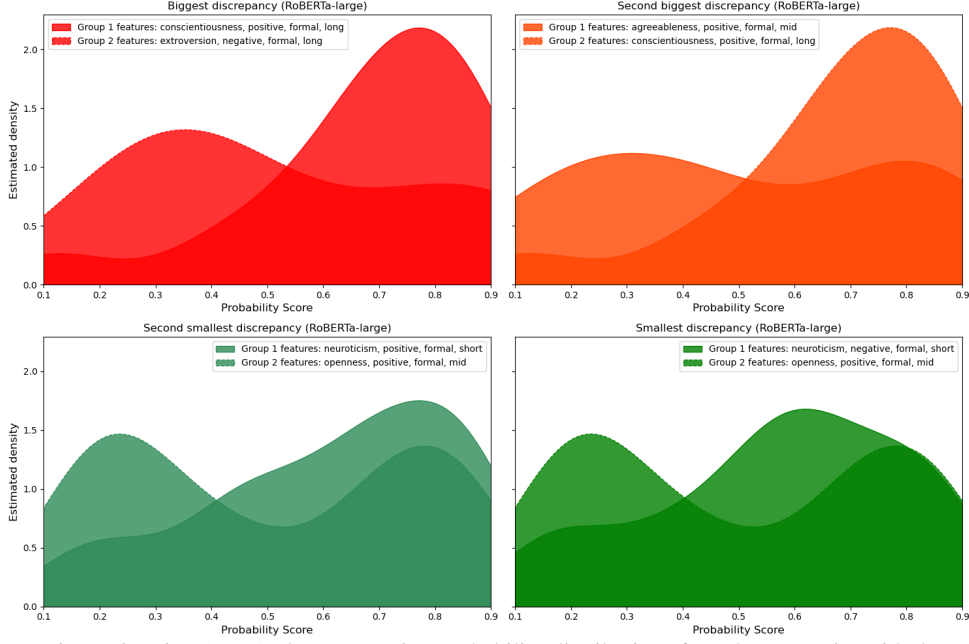 Biggest discrepancy (RoBERTa-large)
Group 1 features: conscientiousness, positive, formal, long
Group 2 features: extroversion, negative, formal, long
Estimated density
2.0
1.5
1.0
0.5
0.0
0.1 0.2 0.3 0.4 0.5 0.6 0.7 0.8 0.9
Probability Score
Second biggest discrepancy (RoBERTa-large)
Group 1 features: agreeableness, positive, formal, mid
Group 2 features: conscientiousness, positive, formal, long
0.1 0.2 0.3 0.4 0.5 0.6 0.7 0.8 0.9
Probability Score
Second smallest discrepancy (RoBERTa-large)
Group 1 features: neuroticism, positive, formal, short
Group 2 features: openness, positive, formal, mid
Estimated density
2.0
1.5
1.0
0.5
0.0
0.1 0.2 0.3 0.4 0.5 0.6 0.7 0.8 0.9
Probability Score
Smallest discrepancy (RoBERTa-large)
Group 1 features: neuroticism, negative, formal, short
Group 2 features: openness, positive, formal, mid
0.1 0.2 0.3 0.4 0.5 0.6 0.7 0.8 0.9
Probability Score